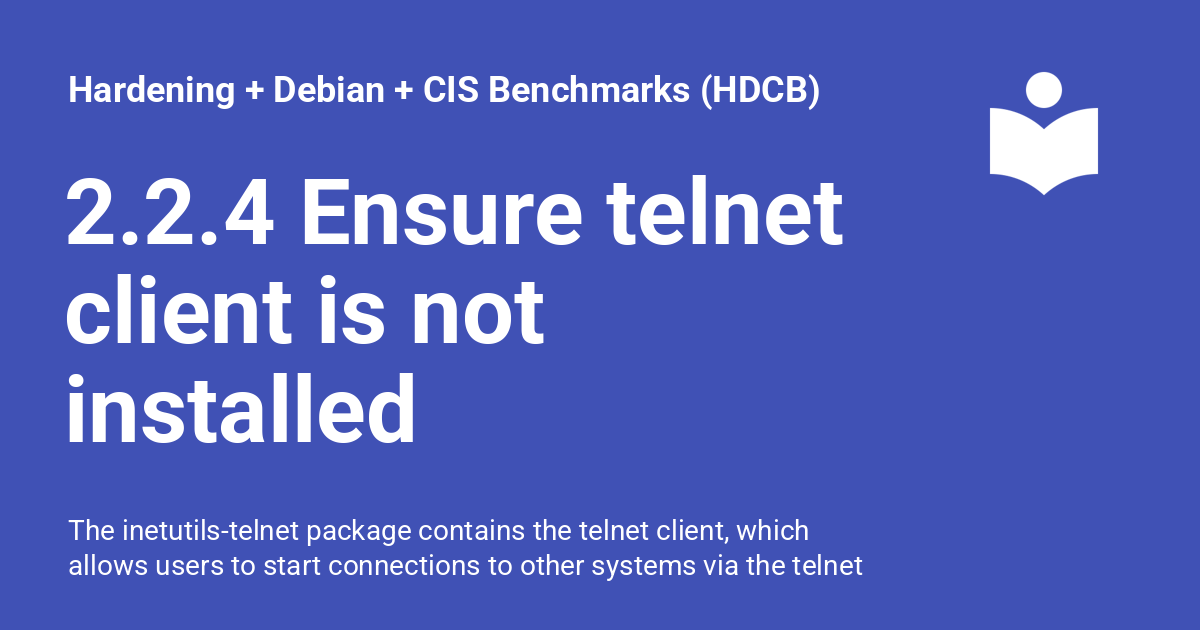 Hardening + Debian + CIS Benchmarks (HDCB)
2.2.4 Ensure telnet
client is not
installed
The inetutils-telnet package contains the telnet client, which
allows users to start connections to other systems via the telnet